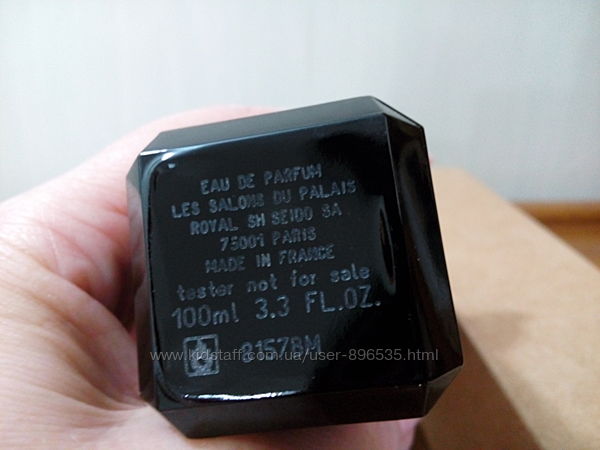 EAU DE PARFUM
LES SALONS DU PALAIS
ROYAL SHISEIDO SA
75001 PARIS
MADE IN FRANCE
tester not for sale
100ml 3.3 FL.OZ.
8157BM
www.kidstaff.com.ua/user-896535.html